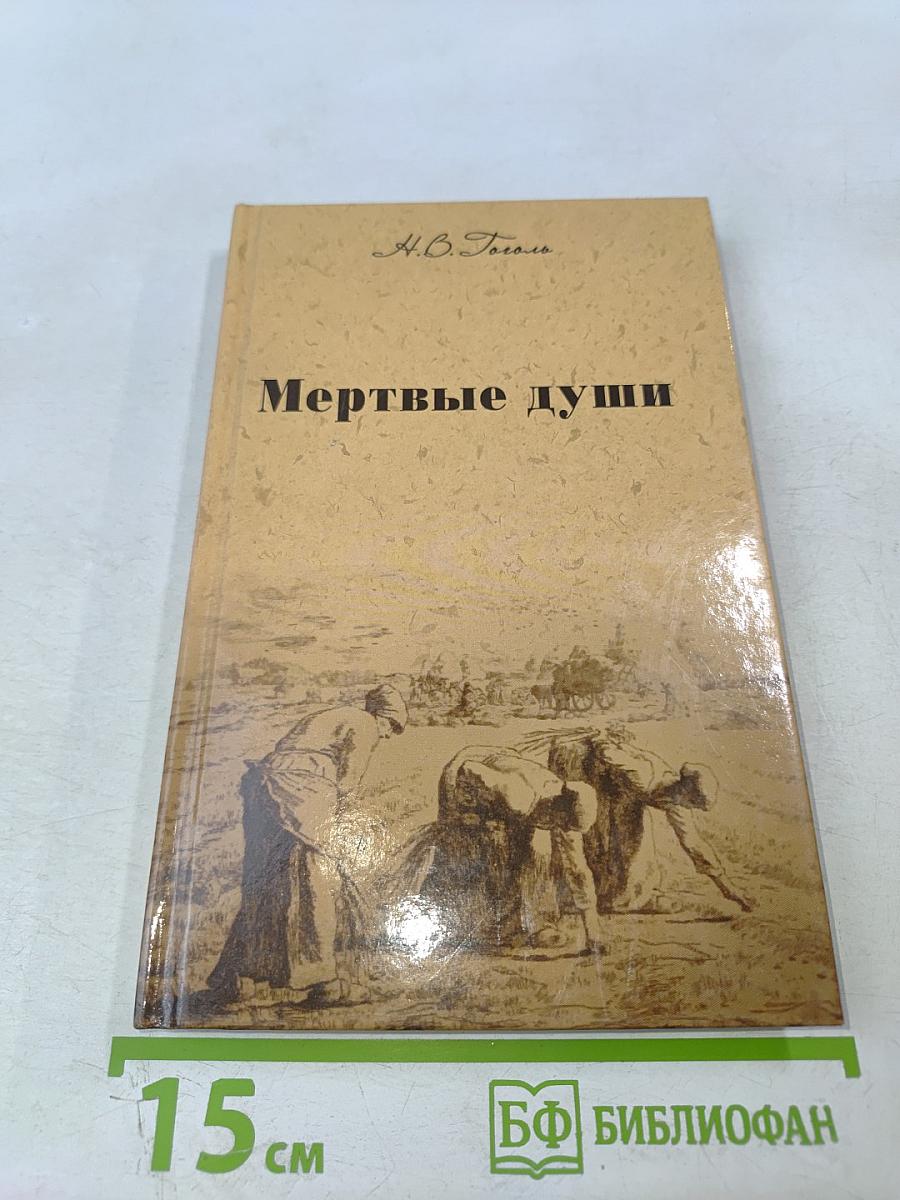 Н.В. Гоголь
Мертвые души
15 см
БФ БИБЛИОФАН